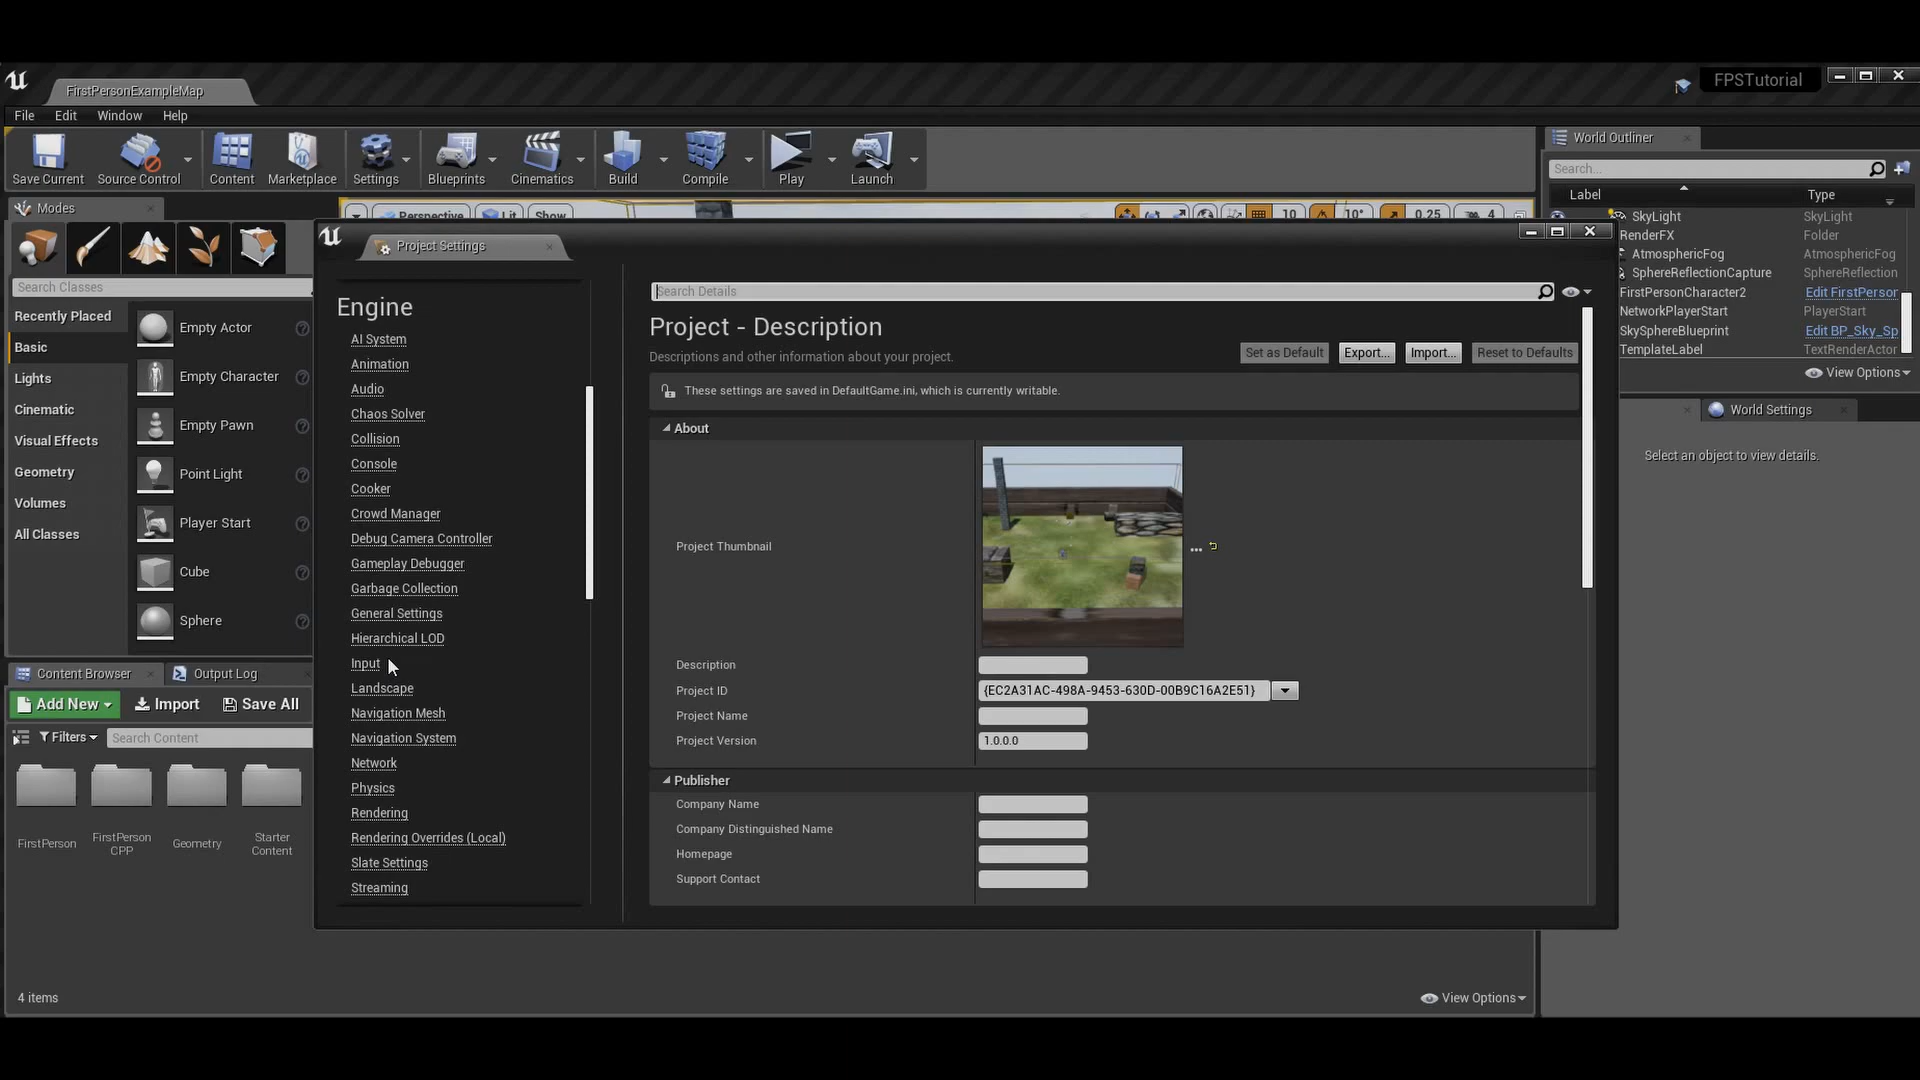 FirstPersonExampleMap
FPSTutorial
File Edit Window Help
Save Current
Source Control
Content
Marketplace
Settings
Blueprints
Cinematics
Build
Compile
Play
Launch
World Outliner
Search...
Label
Type
SkyLight SkyLight
RenderFX Folder
AtmosphericFog AtmosphericFog
SphereReflectionCapture SphereReflection
FirstPersonCharacter2 Edit FirstPerson
NetworkPlayerStart PlayerStart
SkySphereBlueprint Edit BP_Sky_Sp
TemplateLabel TextRenderActor
View Options
World Settings
Select an object to view details.
Modes
Perspective
Lit
Show
10
10°
0.25
4
Search Classes
Recently Placed
Basic
Lights
Cinematic
Visual Effects
Geometry
Volumes
All Classes
Empty Actor
Empty Character
Empty Pawn
Point Light
Player Start
Cube
Sphere
Project Settings
Engine
AI System
Animation
Audio
Chaos Solver
Collision
Console
Cooker
Crowd Manager
Debug Camera Controller
Gameplay Debugger
Garbage Collection
General Settings
Hierarchical LOD
Input
Landscape
Navigation Mesh
Navigation System
Network
Physics
Rendering
Rendering Overrides (Local)
Slate Settings
Streaming
Search Details
Project - Description
Descriptions and other information about your project.
Set as Default
Export...
Import...
Reset to Defaults
These settings are saved in DefaultGame.ini, which is currently writable.
About
Project Thumbnail
Description
Project ID {EC2A31AC-498A-9453-630D-00B9C16A2E51}
Project Name
Project Version 1.0.0.0
Publisher
Company Name
Company Distinguished Name
Homepage
Support Contact
Content Browser
Output Log
Add New
Import
Save All
Filters
Search Content
FirstPerson
FirstPerson
CPP
Geometry
Starter
Content
4 items
View Options